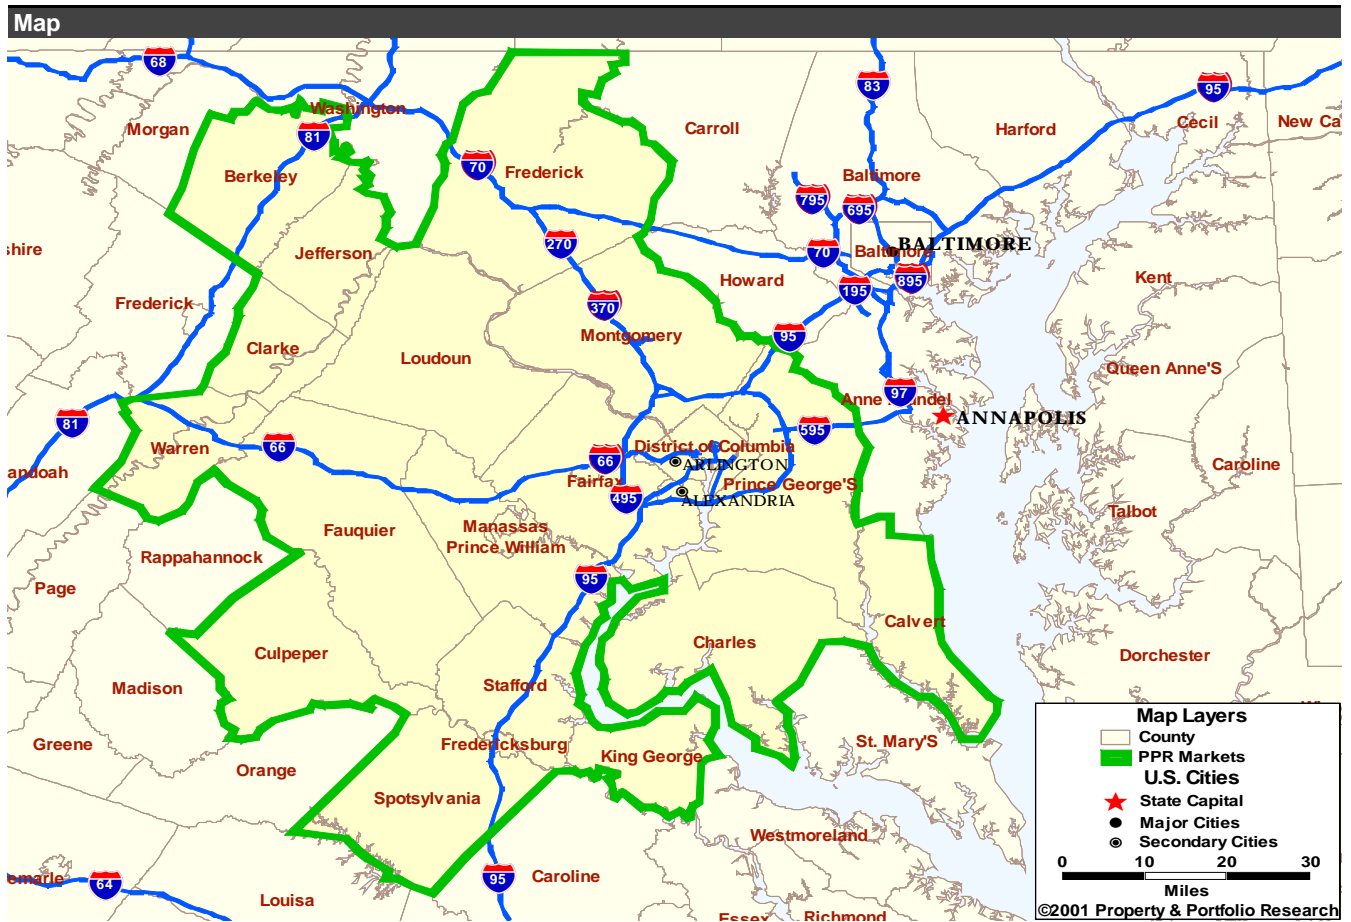 Map
68
83
95
Washington
Morgan
81
Carroll
Harford
Cecil
New Ca
Berkeley
70
Frederick
Baltimore
795
695
shire
Jefferson
270
70
BALTIMORE
Baltimore
Howard
195
895
Kent
Frederick
370
Montgomery
95
Clarke
Loudoun
Queen Anne'S
97
Anne undel
81
ANNAPOLIS
595
Warren
66
District of Columbia
66
ARLINGTON
Caroline
andoah
Fairfax
Prince George'S
495
ALEXANDRIA
Talbot
Fauquier
Manassas
Prince William
Rappahannock
95
Page
Calvert
Charles
Culpeper
Dorchester
Madison
Stafford
Greene
Fredericksburg
St. Mary'S
King George
Orange
Spotsylvania
Westmoreland
emarle
64
95
Caroline
Louisa
Essex
Richmond
Map Layers
County
PPR Markets
U.S. Cities
State Capital
Major Cities
Secondary Cities
0 10 20 30
Miles
©2001 Property & Portfolio Research